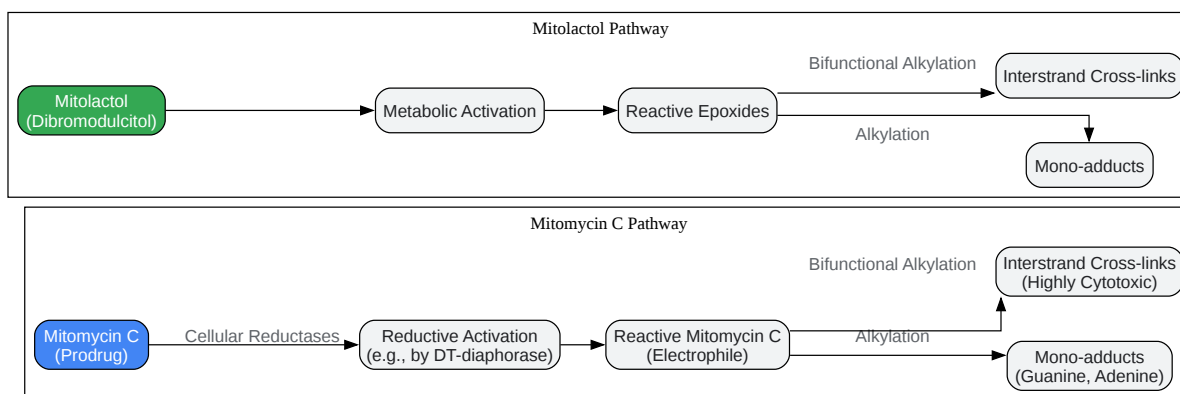 Mitolactol Pathway
Bifunctional Alkylation
Interstrand Cross-links
Mitolactol
(Dibromodulcitol)
Metabolic Activation
Reactive Epoxides
Alkylation
Mono-adducts
Mitomycin C Pathway
Bifunctional Alkylation
Interstrand Cross-links
(Highly Cytotoxic)
Mitomycin C
(Prodrug)
Cellular Reductases
Reductive Activation
(e.g., by DT-diaphorase)
Reactive Mitomycin C
(Electrophile)
Alkylation
Mono-adducts
(Guanine, Adenine)